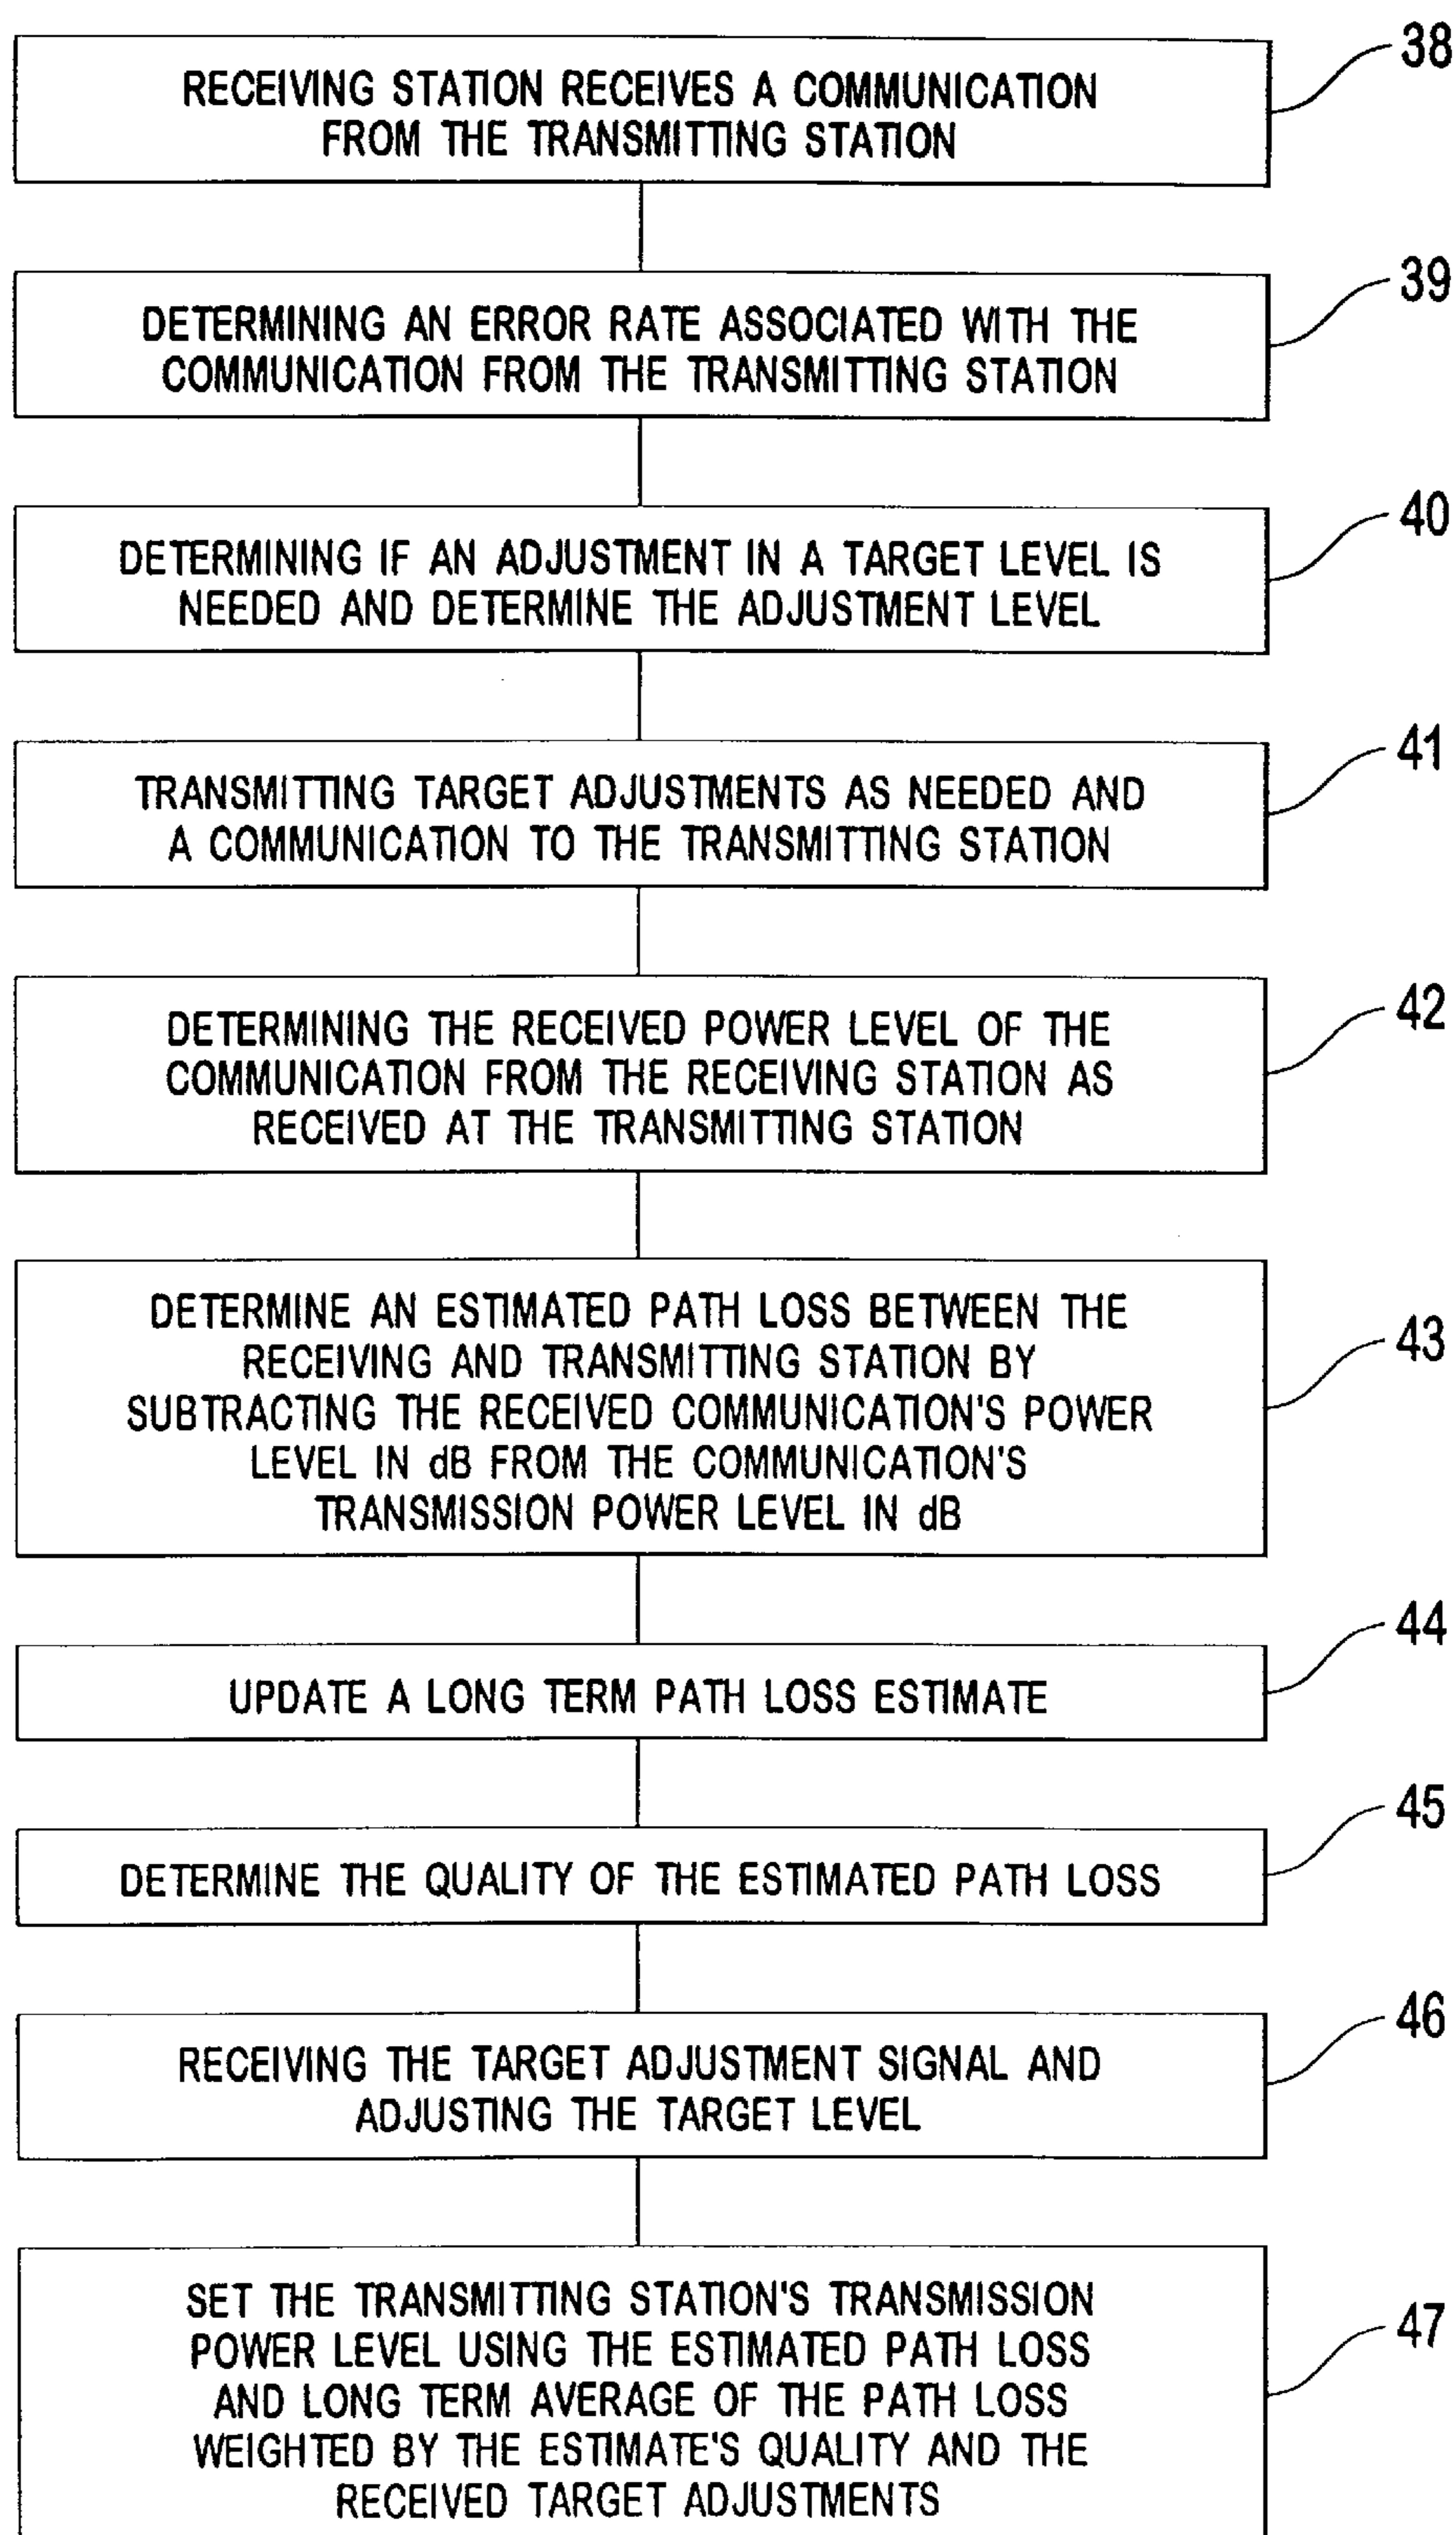 38
RECEIVING STATION RECEIVES A COMMUNICATION
FROM THE TRANSMITTING STATION
39
DETERMINING AN ERROR RATE ASSOCIATED WITH THE
COMMUNICATION FROM THE TRANSMITTING STATION
40
DETERMINING IF AN ADJUSTMENT IN A TARGET LEVEL IS
NEEDED AND DETERMINE THE ADJUSTMENT LEVEL
41
TRANSMITTING TARGET ADJUSTMENTS AS NEEDED AND
A COMMUNICATION TO THE TRANSMITTING STATION
42
DETERMINING THE RECEIVED POWER LEVEL OF THE
COMMUNICATION FROM THE RECEIVING STATION AS
RECEIVED AT THE TRANSMITTING STATION
43
DETERMINE AN ESTIMATED PATH LOSS BETWEEN THE
RECEIVING AND TRANSMITTING STATION BY
SUBTRACTING THE RECEIVED COMMUNICATION'S POWER
LEVEL IN dB FROM THE COMMUNICATION'S
TRANSMISSION POWER LEVEL IN dB
44
UPDATE A LONG TERM PATH LOSS ESTIMATE
45
DETERMINE THE QUALITY OF THE ESTIMATED PATH LOSS
46
RECEIVING THE TARGET ADJUSTMENT SIGNAL AND
ADJUSTING THE TARGET LEVEL
47
SET THE TRANSMITTING STATION'S TRANSMISSION
POWER LEVEL USING THE ESTIMATED PATH LOSS
AND LONG TERM AVERAGE OF THE PATH LOSS
WEIGHTED BY THE ESTIMATE'S QUALITY AND THE
RECEIVED TARGET ADJUSTMENTS